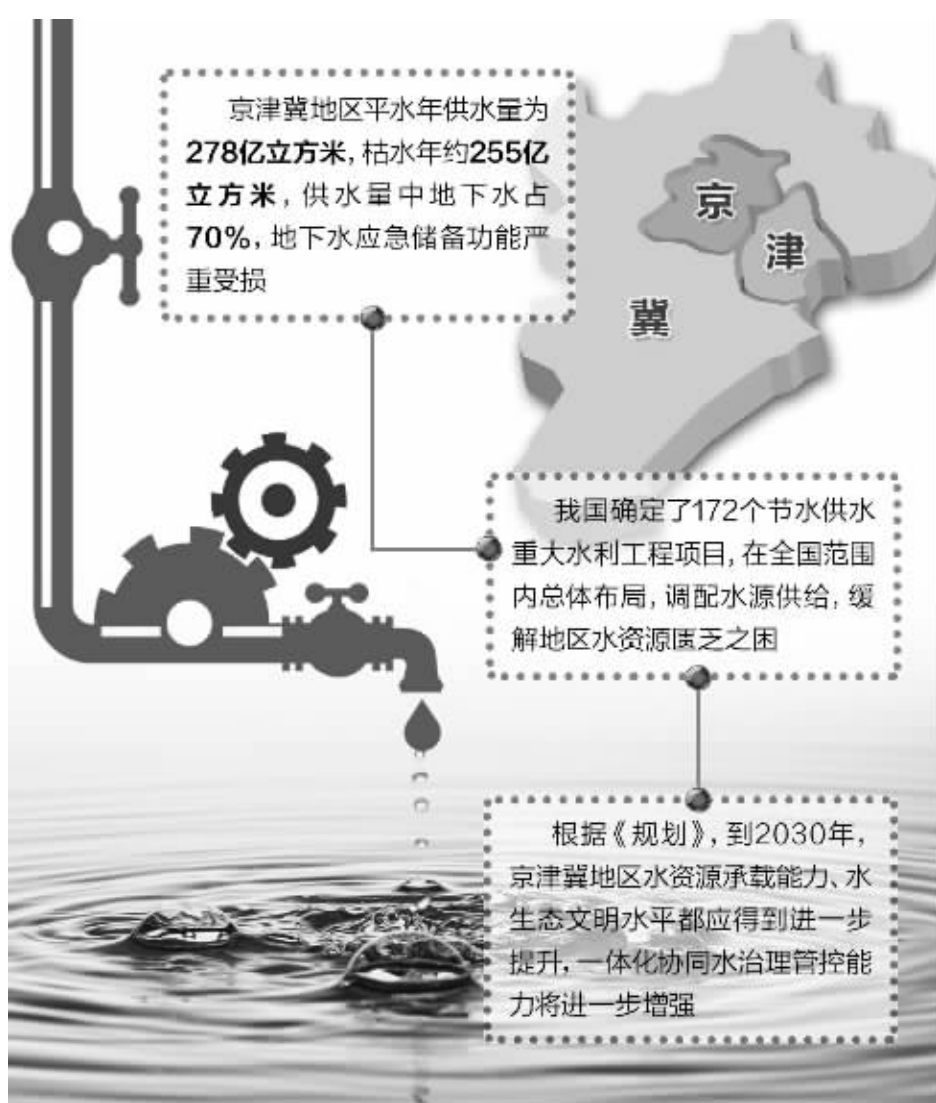 京津冀地区平水年供水量为
278亿立方米，枯水年约255亿
立方米，供水量中地下水占
70%，地下水应急储备功能严
重受损
京
津
冀
我国确定了172个节水供水
重大水利工程项目，在全国范围
内总体布局，调配水源供给，缓
解地区水资源匮乏之困
根据《规划》，到2030年，
京津冀地区水资源承载能力、水
生态文明水平都应得到进一步
提升，一体化协同水治理管控能
力将进一步增强